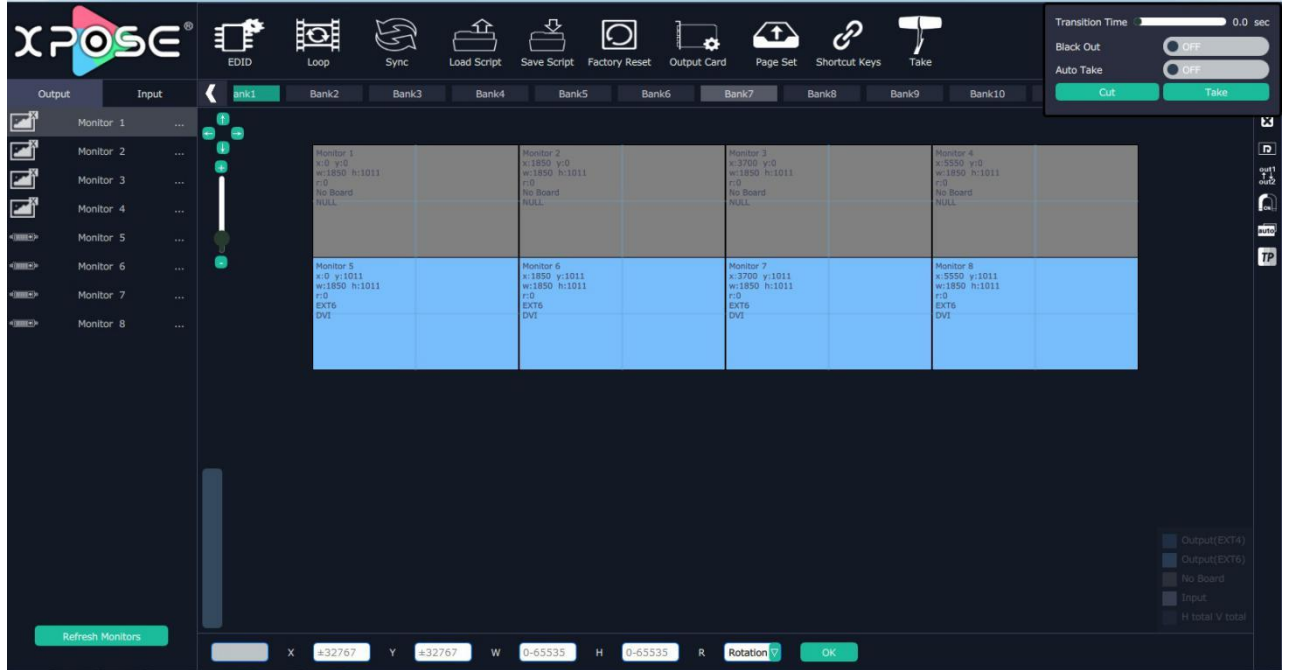 XPOSE®
EDID
Loop
Sync
Load Script
Save Script
Factory Reset
Output Card
Page Set
Shortcut Keys
Take
Transition Time 0.0 sec
Black Out OFF
Auto Take OFF
Cut Take
Output Input
ank1 Bank2 Bank3 Bank4 Bank5 Bank6 Bank7 Bank8 Bank9 Bank10
Monitor 1 ...
Monitor 2 ...
Monitor 3 ...
Monitor 4 ...
Monitor 5 ...
Monitor 6 ...
Monitor 7 ...
Monitor 8 ...
Refresh Monitors
Monitor 1
x:0 y:0
w:1850 h:1011
r:0
No Board
NULL
Monitor 2
x:1850 y:0
w:1850 h:1011
r:0
No Board
NULL
Monitor 3
x:3700 y:0
w:1850 h:1011
r:0
No Board
NULL
Monitor 4
x:5550 y:0
w:1850 h:1011
r:0
No Board
NULL
Monitor 5
x:0 y:1011
w:1850 h:1011
r:0
EXT6
DVI
Monitor 6
x:1850 y:1011
w:1850 h:1011
r:0
EXT6
DVI
Monitor 7
x:3700 y:1011
w:1850 h:1011
r:0
EXT6
DVI
Monitor 8
x:5550 y:1011
w:1850 h:1011
r:0
EXT6
DVI
out1
out2
auto
TP
Output(EXT4)
Output(EXT6)
No Board
Input
H total V total
X ±32767 Y ±32767 W 0-65535 H 0-65535 R Rotation OK